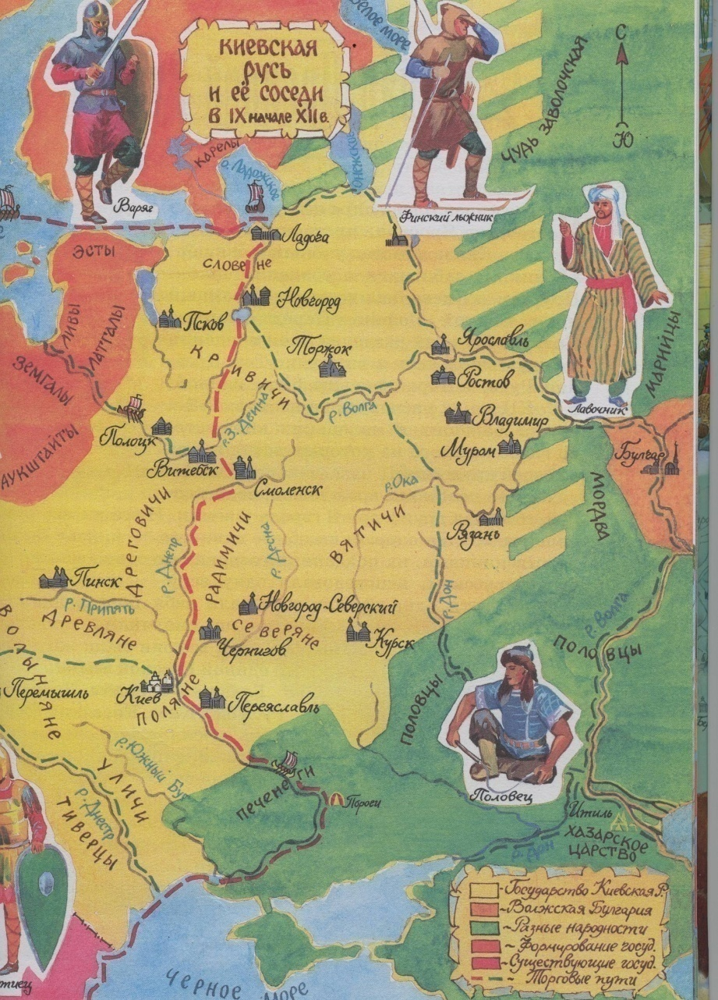 Белое море
КИЕВСКАЯ
РУСЬ
И ЕЁ СОСЕДИ
В IX начале XII в.
С
Ю
ЧУДЬ ЗАВОЛОЧСКАЯ
КАРЕЛЫ
о. Ладожское
Онежское
Варяг
Финский лыжник
Ладога
ЭСТЫ
СЛОВЕНЕ
Новгород
Псков
ЛИВЫ
ЛАТГАЛЫ
ЗЕМГАЛЫ
Торжок
Ярославль
Ростов
МАРИЙЦЫ
Лавочник
КРИВИЧИ
р. Волга
р. З. Двина
Владимир
Полоцк
Муром
Булгар
АУКШТАЙТЫ
Витебск
Смоленск
р. Ока
МОРДВА
ДРЕГОВИЧИ
РАДИМИЧИ
ВЯТИЧИ
Рязань
р. Днепр
р. Десна
Пинск
р. Дон
р. Припять
Новгород-Северский
р. Волга
ДРЕВЛЯНЕ
СЕВЕРЯНЕ
Чернигов
Курск
ПОЛОВЦЫ
ВОЛЫНЯНЕ
Перемышль
Киев
ПОЛЯНЕ
Переяславль
ПОЛОВЦЫ
р. Южный Бу
УЛИЧИ
ПЕЧЕНЕГИ
Пороги
Половец
р. Днестр
ТИВЕРЦЫ
Итиль
ХАЗАРСКОЕ
ЦАРСТВО
р. Дон
тиец
ЧЕРНОЕ МОРЕ
Государство Киевская Р.
~Волжская Булгария
~Разные народности
~Формирование госуд.
~Существующие госуд.
~ Торговые пути